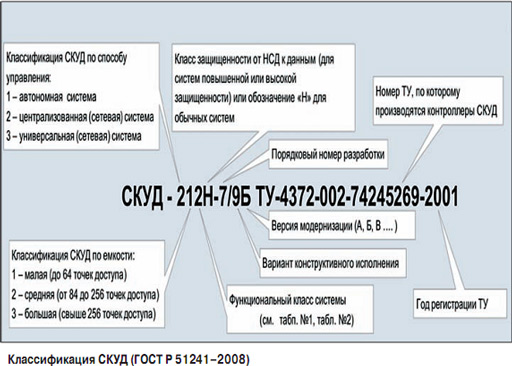 Классификация СКУД по способу
управления:
1 – автономная система
2 – централизованная (сетевая) система
3 – универсальная (сетевая) система
Класс защищенности от НСД к данным (для
систем повышенной или высокой
защищенности) или обозначение «Н» для
обычных систем
Номер ТУ, по которому
производятся контроллеры СКУД
Порядковый номер разработки
СКУД - 212Н-7/9Б ТУ-4372-002-74245269-2001
Версия модернизации (А, Б, В .... )
Классификация СКУД по емкости:
1 – малая (до 64 точек доступа)
2 – средняя (от 84 до 256 точек доступа)
3 – большая (свыше 256 точек доступа)
Вариант конструктивного исполнения
Функциональный класс системы
(см. табл. №1, табл. №2)
Год регистрации ТУ
Классификация СКУД (ГОСТ Р 51241–2008)